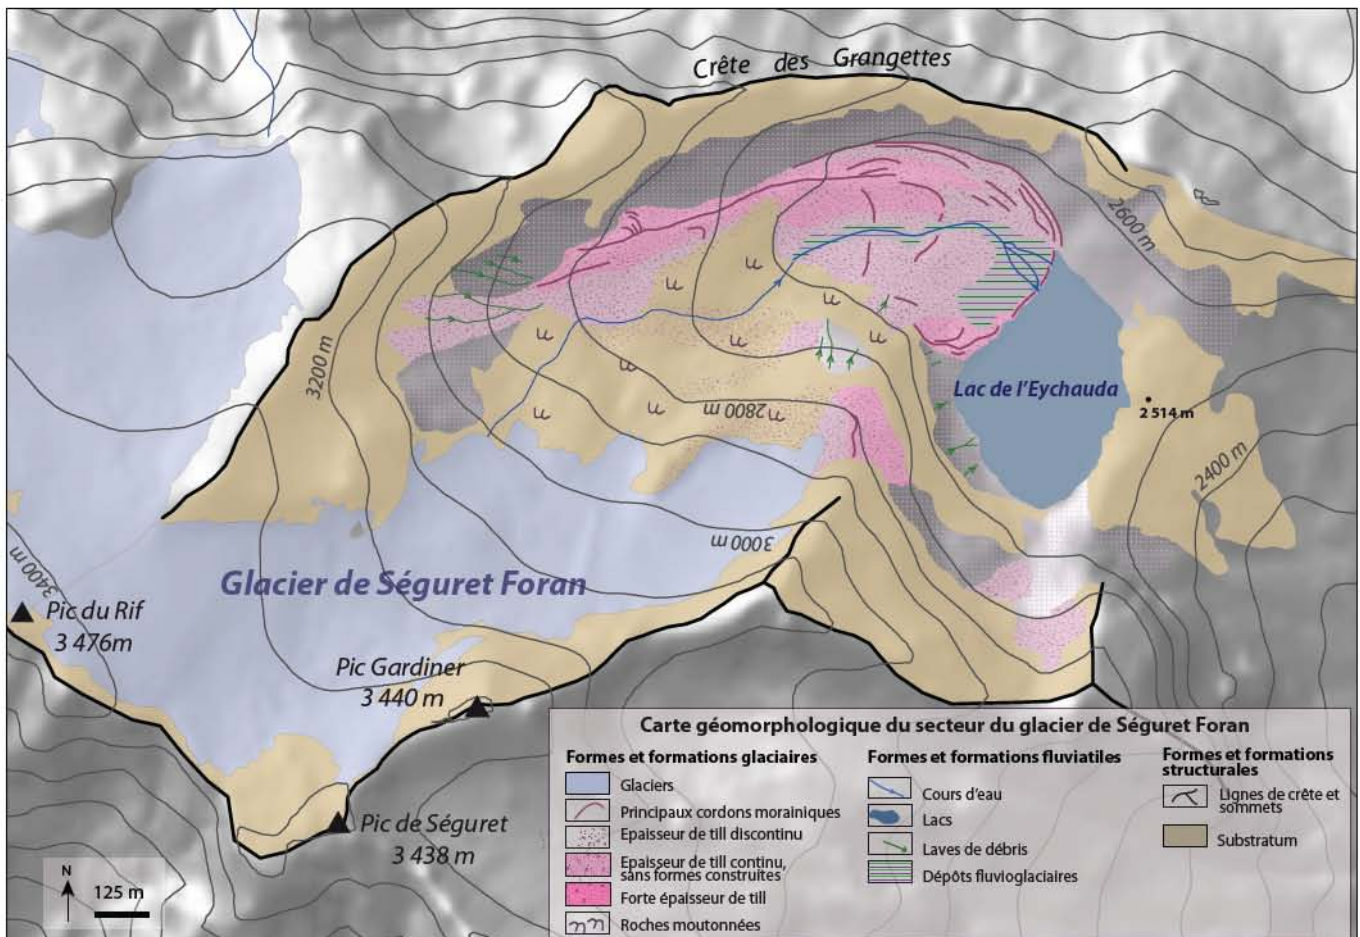 Crête des Grangettes
2600 m
3200 m
Lac de l'Eychauda
2 514 m
2800 m
2400 m
3000 m
3400 m
Glacier de Séguret Foran
Pic du Rif
3 476m
Pic Gardiner
3 440 m
Pic de Séguret
3 438 m
N
125 m
Carte géomorphologique du secteur du glacier de Séguret Foran
Formes et formations glaciaires
Glaciers
Principaux cordons morainiques
Epaisseur de till discontinu
Epaisseur de till continu,
sans formes construites
Forte épaisseur de till
Roches moutonnées
Formes et formations fluviatiles
Cours d'eau
Lacs
Laves de débris
Dépôts fluvioglaciaires
Formes et formations
structurales
Lignes de crête et
sommets
Substratum